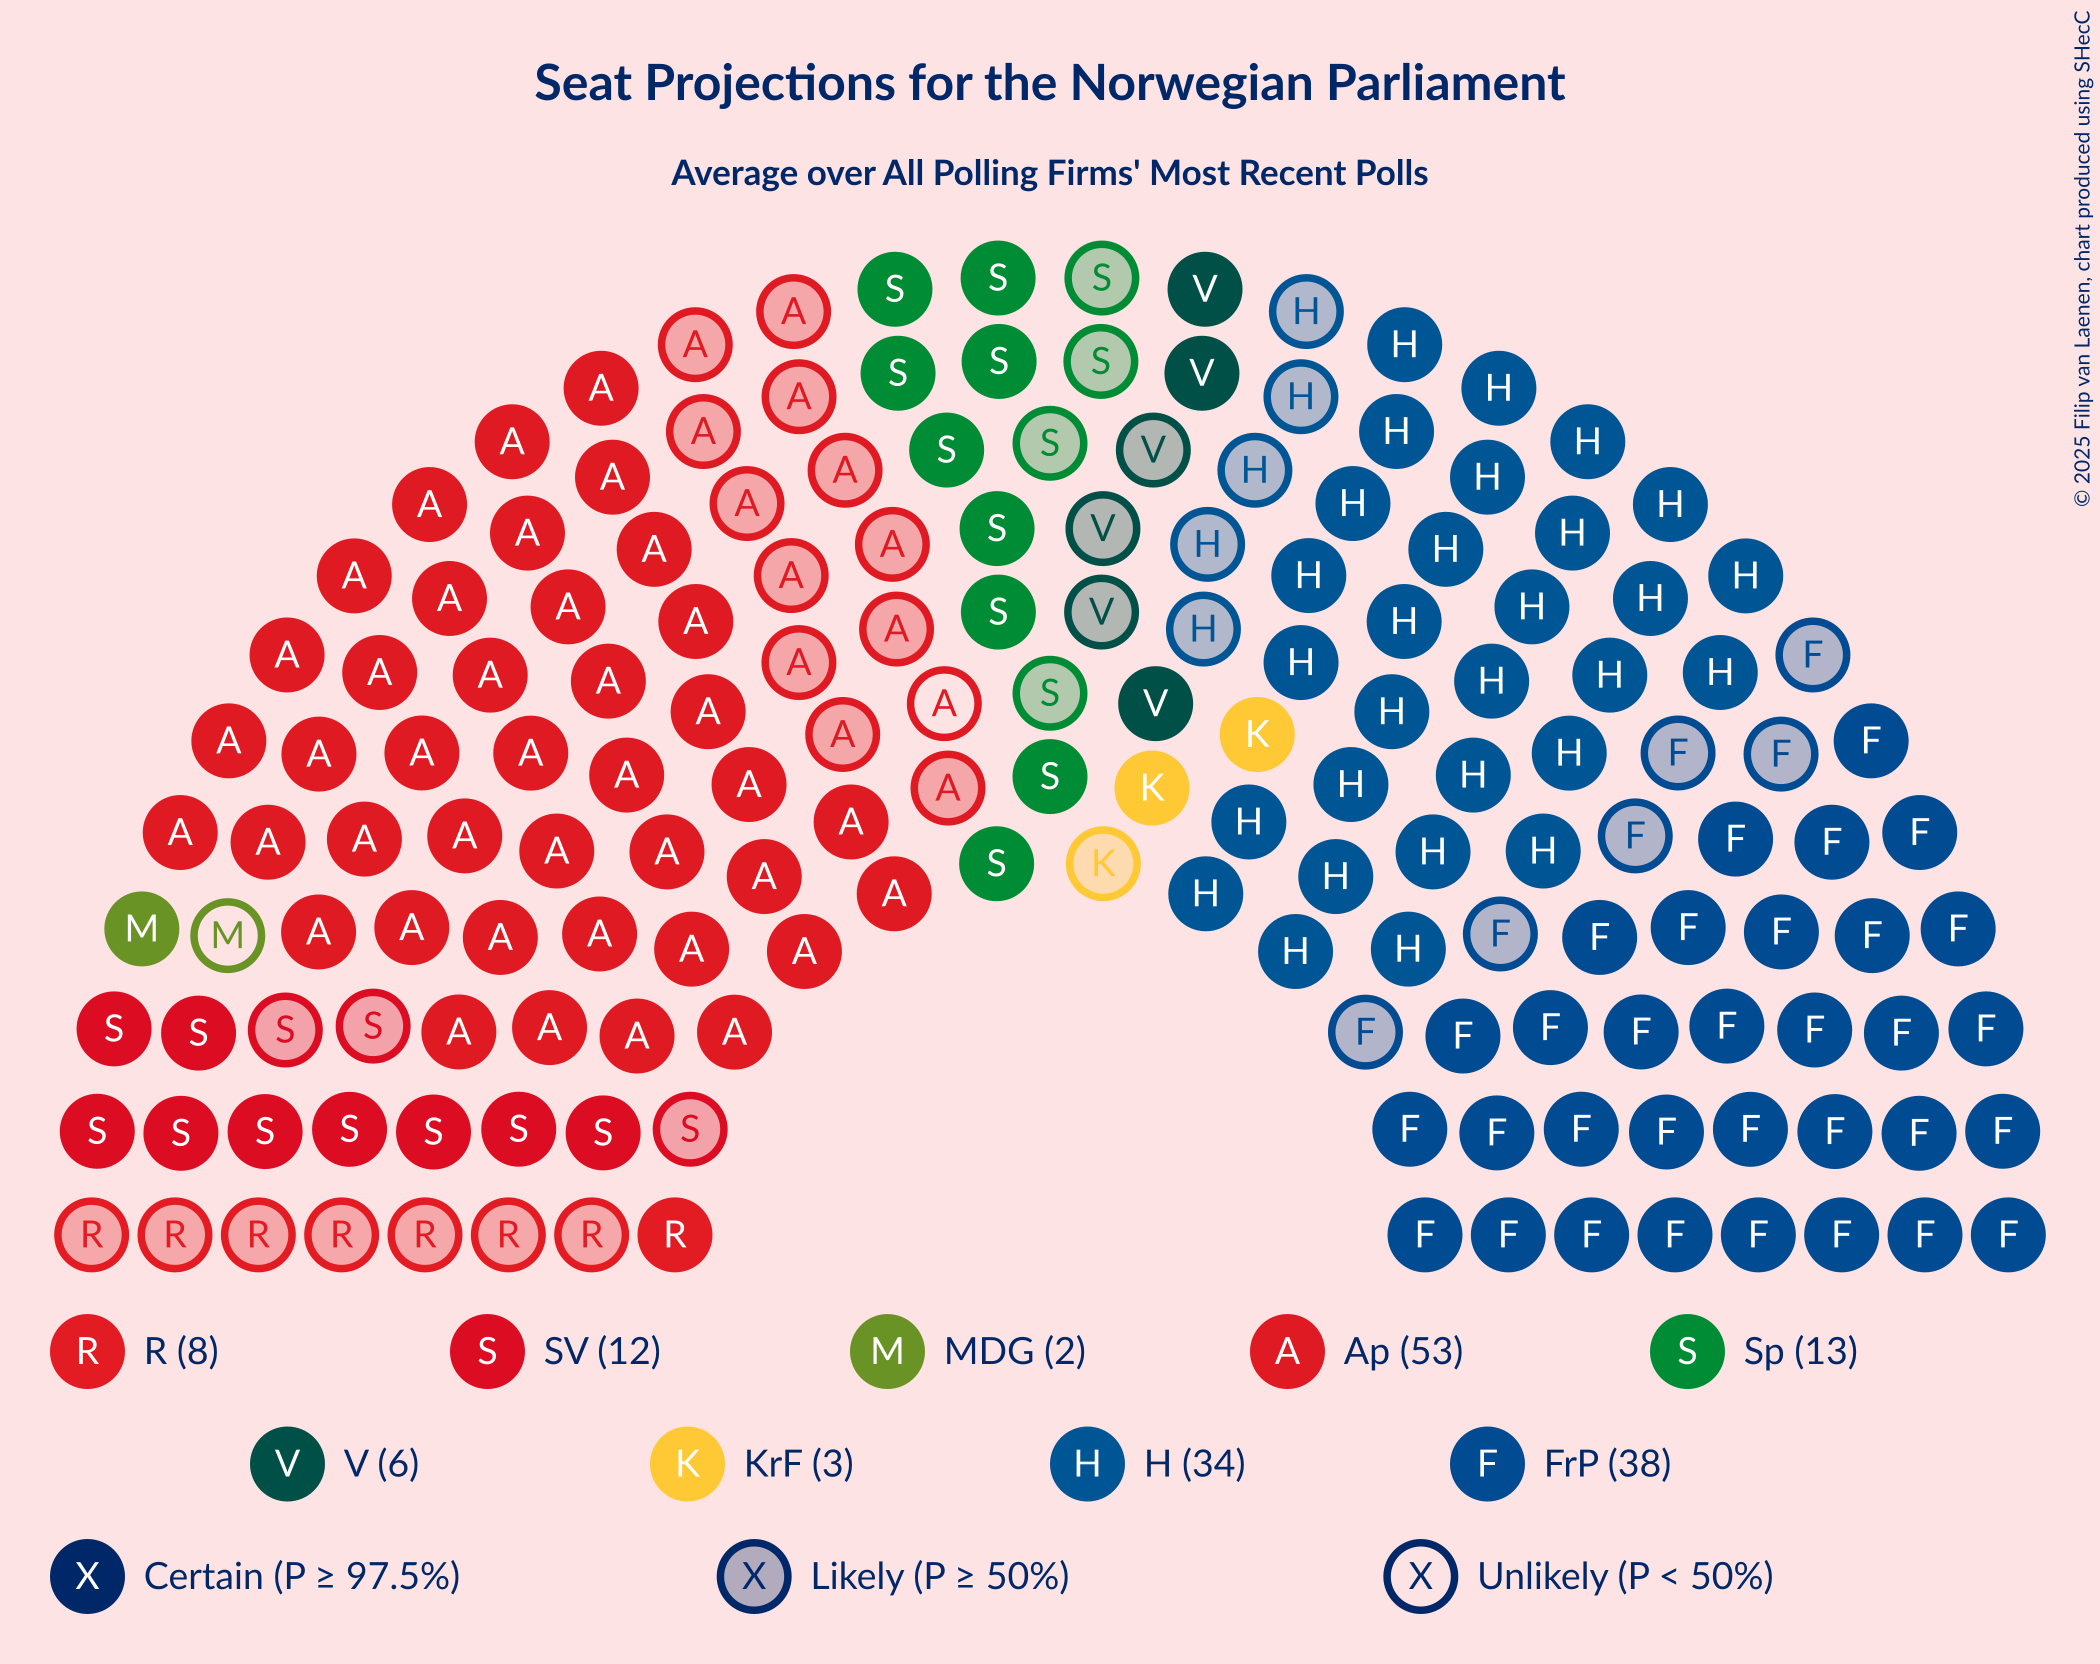 Seat Projections for the Norwegian Parliament
Average over All Polling Firms' Most Recent Polls
© 2025 Filip van Laenen, chart produced using SHecC
S S S V
A A H H
S S S V
A A H H
A H H
A S S V H H
A A A H H H
A A H H
A A A S V H H
A A A A S V H H H H
A A A A H H H F
A A A A A A S V K H H H H H
A A A A A A A A S K H H H H F F F
A A A A A A A S K H H H H F F F F
M M A A A A A A A H H H H F F F F F F
S S S S A A A A F F F F F F F F
S S S S S S S S F F F F F F F F
R R R R R R R R F F F F F F F F
R R (8) S SV (12) M MDG (2) A Ap (53) S Sp (13)
V V (6) K KrF (3) H H (34) F FrP (38)
X Certain (P ≥ 97.5%) X Likely (P ≥ 50%) X Unlikely (P < 50%)